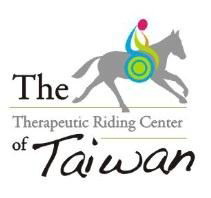 The
Therapeutic Riding Center
of Taiwan